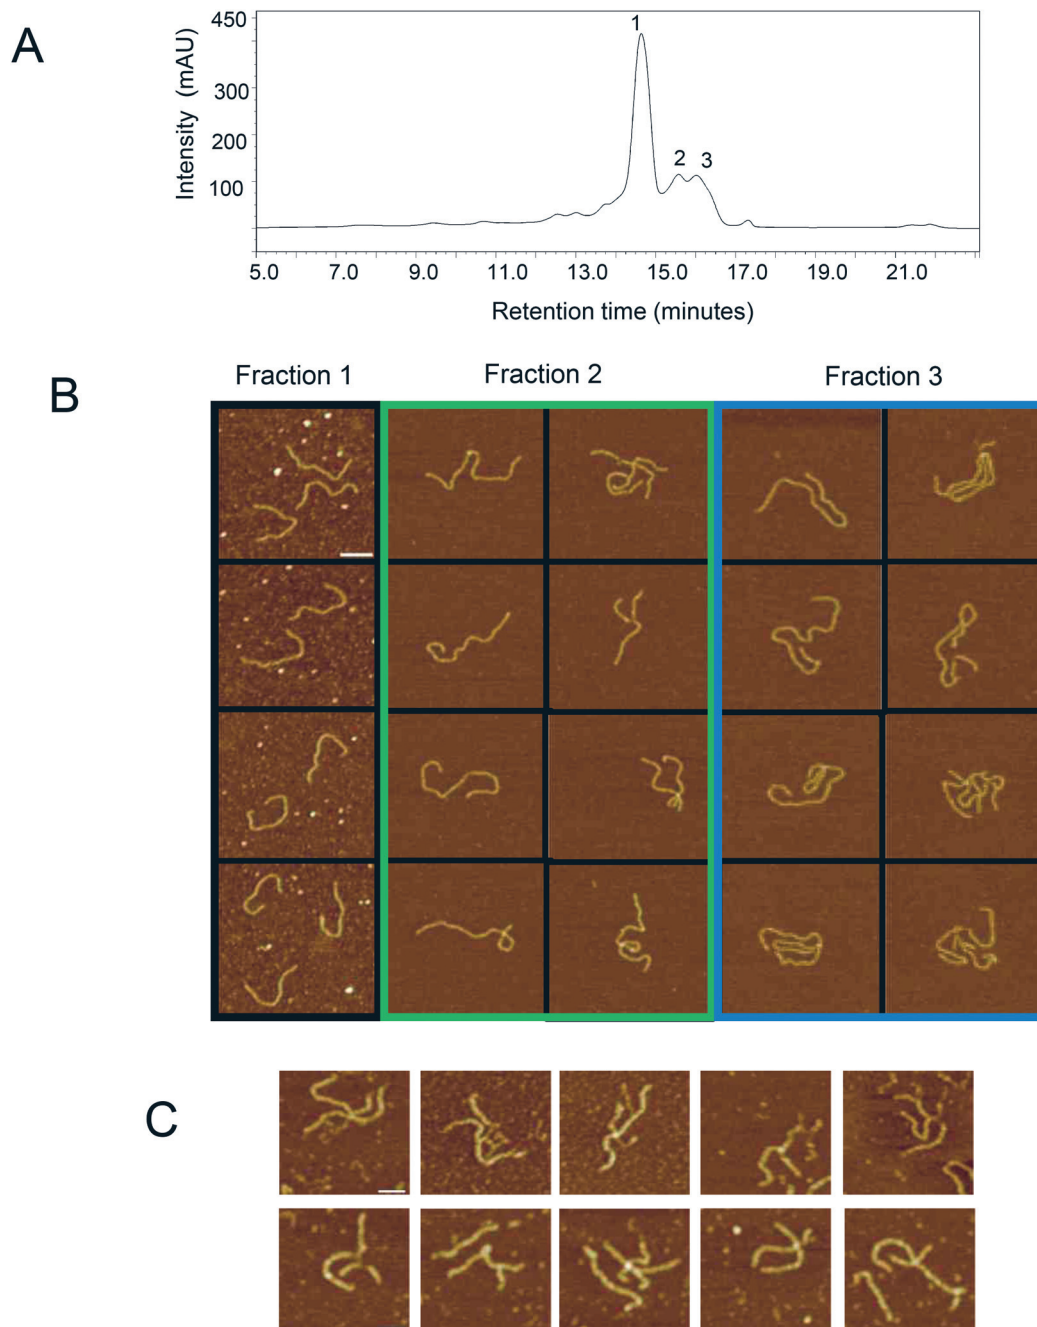 A
Intensity (mAU)
450
300
200
100
1
2
3
5.0 7.0 9.0 11.0 13.0 15.0 17.0 19.0 21.0
Retention time (minutes)
B
Fraction 1 Fraction 2 Fraction 3
C